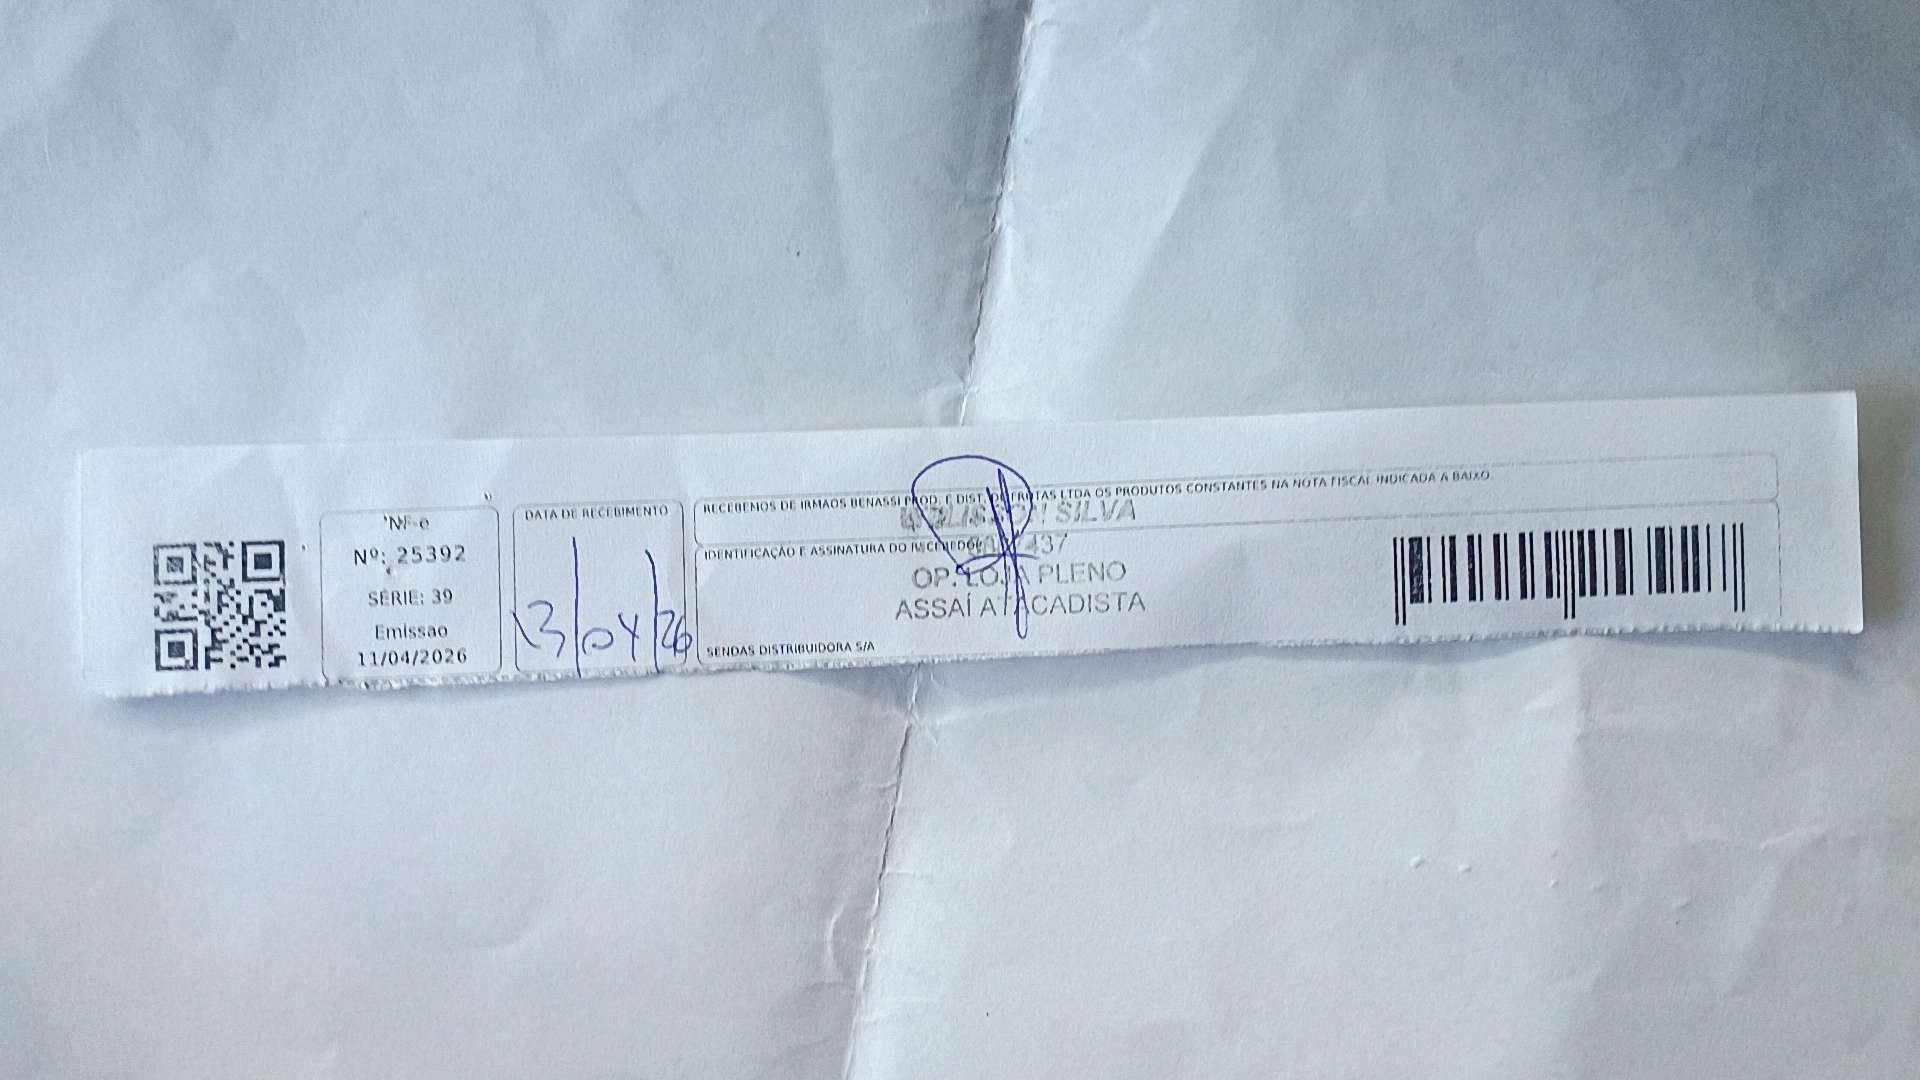 NF-e
Nº: 25392
SÉRIE: 39
Emissao
11/04/2026
DATA DE RECEBIMENTO
13/04/26
RECEBEMOS DE IRMAOS BENASSI PROD. E DIST. DE FRUTAS LTDA OS PRODUTOS CONSTANTES NA NOTA FISCAL INDICADA A BAIXO
IDENTIFICAÇÃO E ASSINATURA DO RECEBEDOR
SILVA
437
OP. LOJA PLENO
ASSAÍ ATACADISTA
SENDAS DISTRIBUIDORA S/A